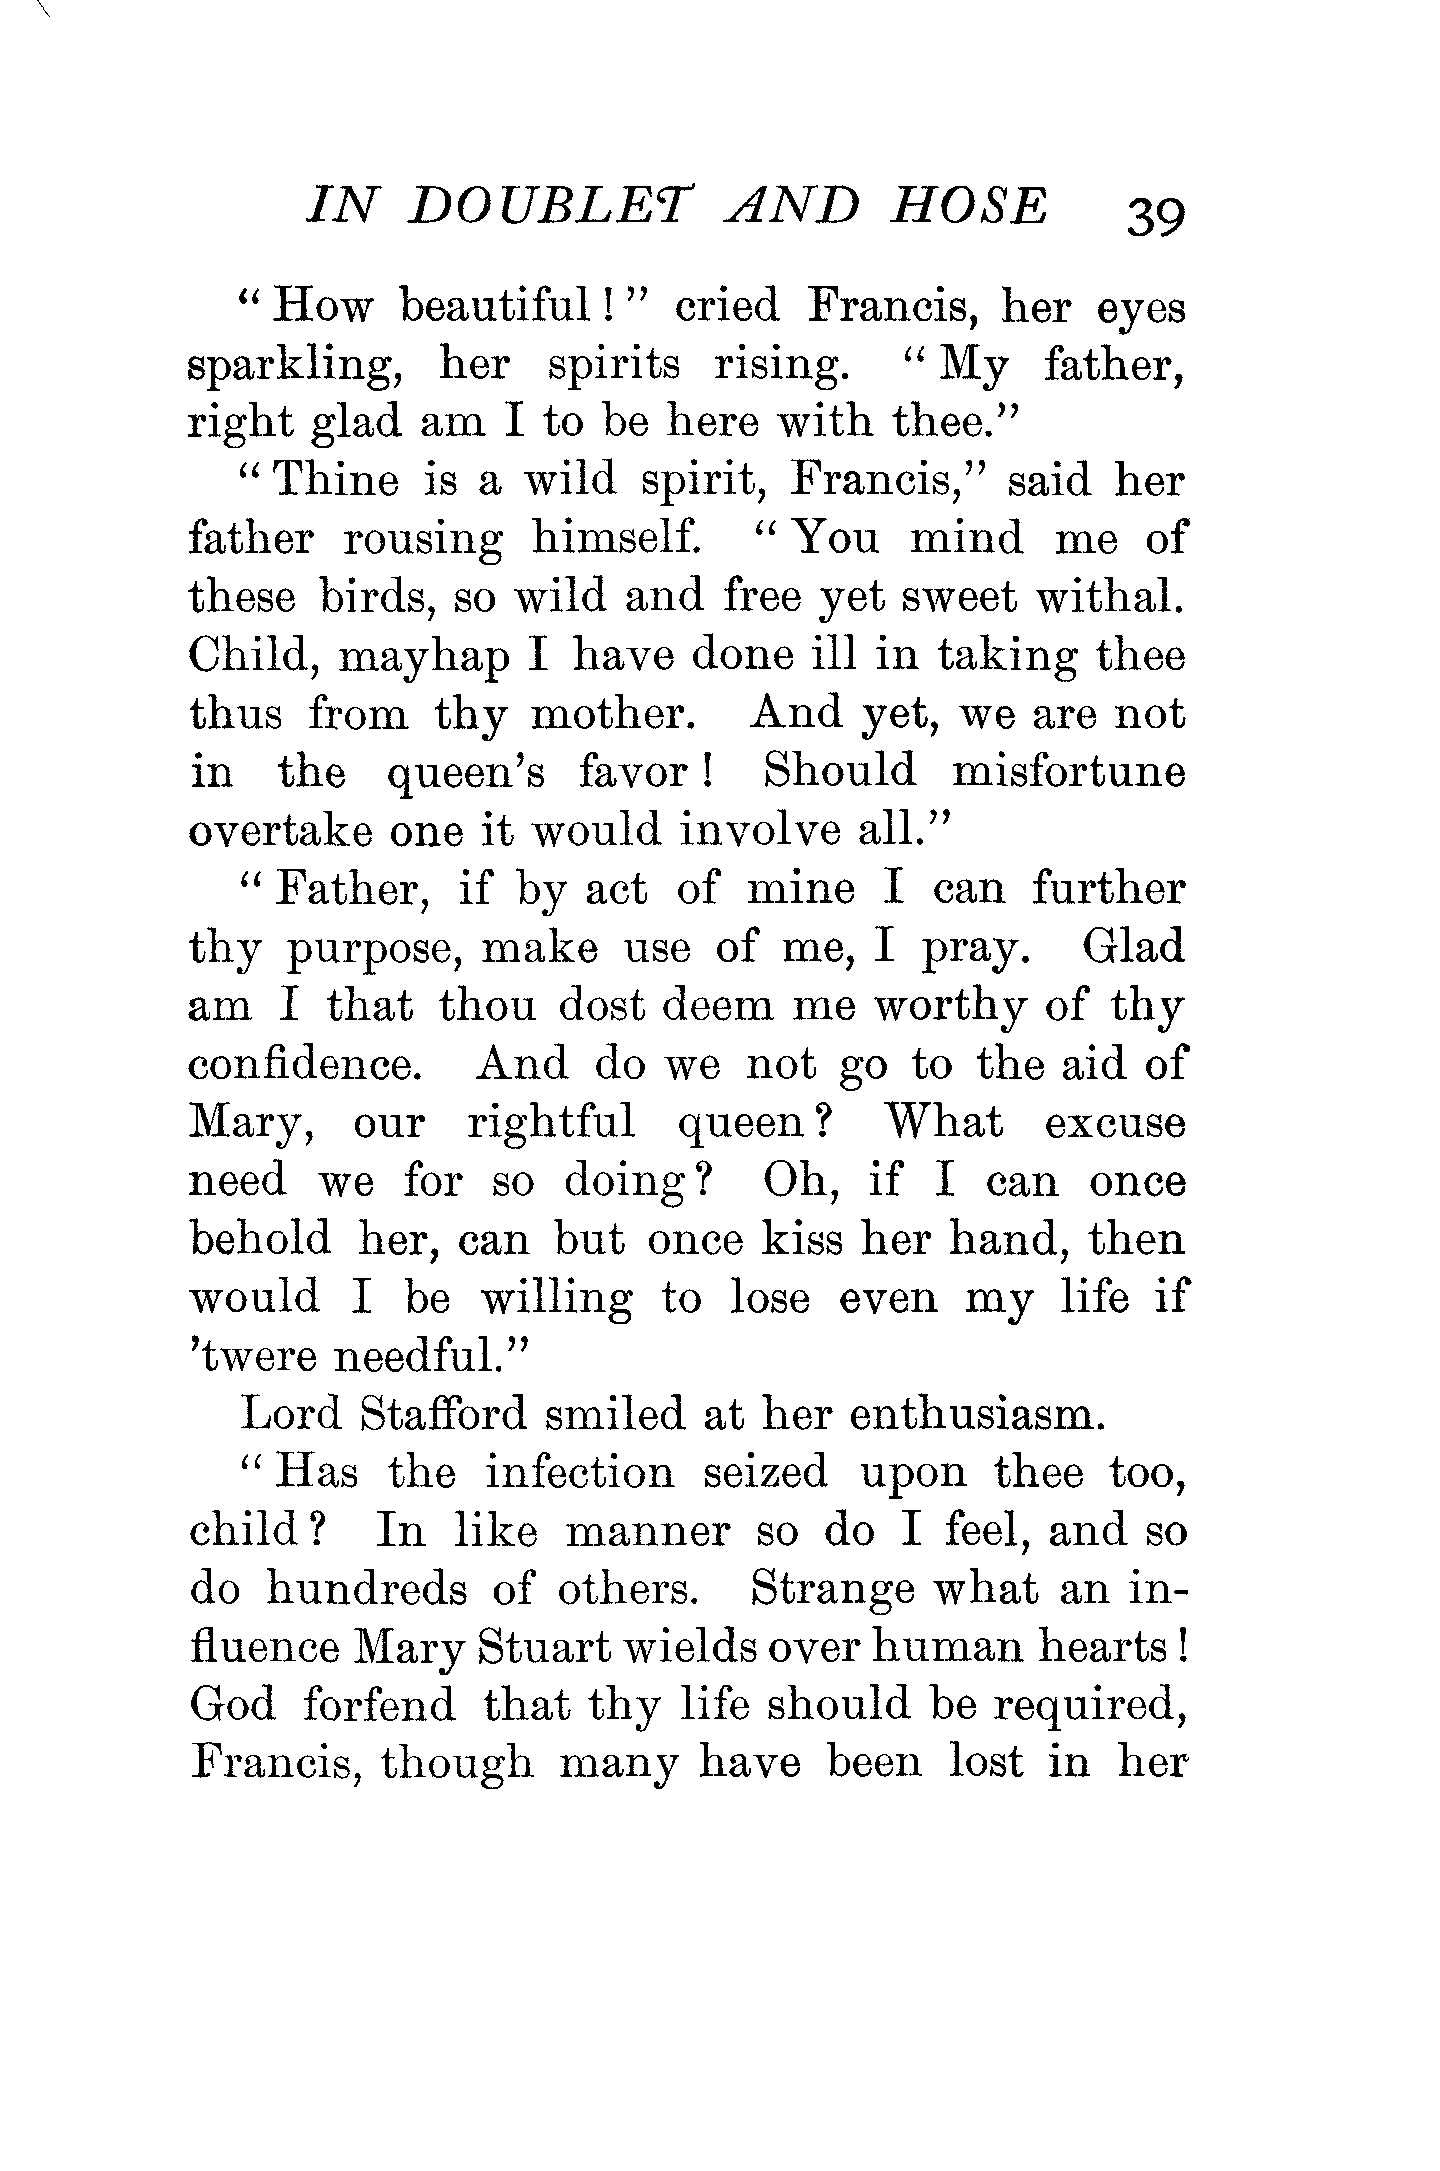 IN DOUBLET AND HOSE 39
“ How beautiful ! ” cried Francis, her eyes
sparkling, her spirits rising. “ My father,
right glad am I to be here with thee.”
“ Thine is a wild spirit, Francis,” said her
father rousing himself. “ You mind me of
these birds, so wild and free yet sweet withal.
Child, mayhap I have done ill in taking thee
thus from thy mother. And yet, we are not
in the queen’s favor ! Should misfortune
overtake one it would involve all.”
“ Father, if by act of mine I can further
thy purpose, make use of me, I pray. Glad
am I that thou dost deem me worthy of thy
confidence. And do we not go to the aid of
Mary, our rightful queen ? What excuse
need we for so doing ? Oh, if I can once
behold her, can but once kiss her hand, then
would I be willing to lose even my life if
’twere needful.”
Lord Stafford smiled at her enthusiasm.
“ Has the infection seized upon thee too,
child ? In like manner so do I feel, and so
do hundreds of others. Strange what an in-
fluence Mary Stuart wields over human hearts !
God forfend that thy life should be required,
Francis, though many have been lost in her